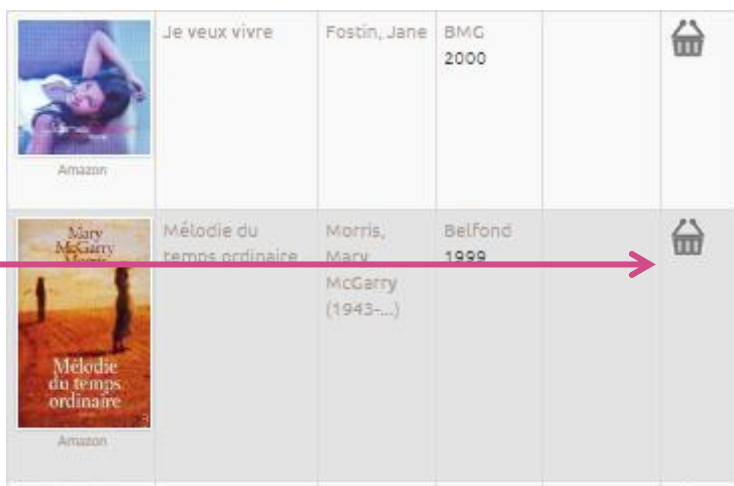 Je veux vivre
Fostin, Jane
BMG
2000
Amazon
Mary
McGarry
Morris
Mélodie
du temps
ordinaire
Amazon
Mélodie du
temps ordinaire
Morris,
Mary
McGarry
(1943-...)
Belfond
1999